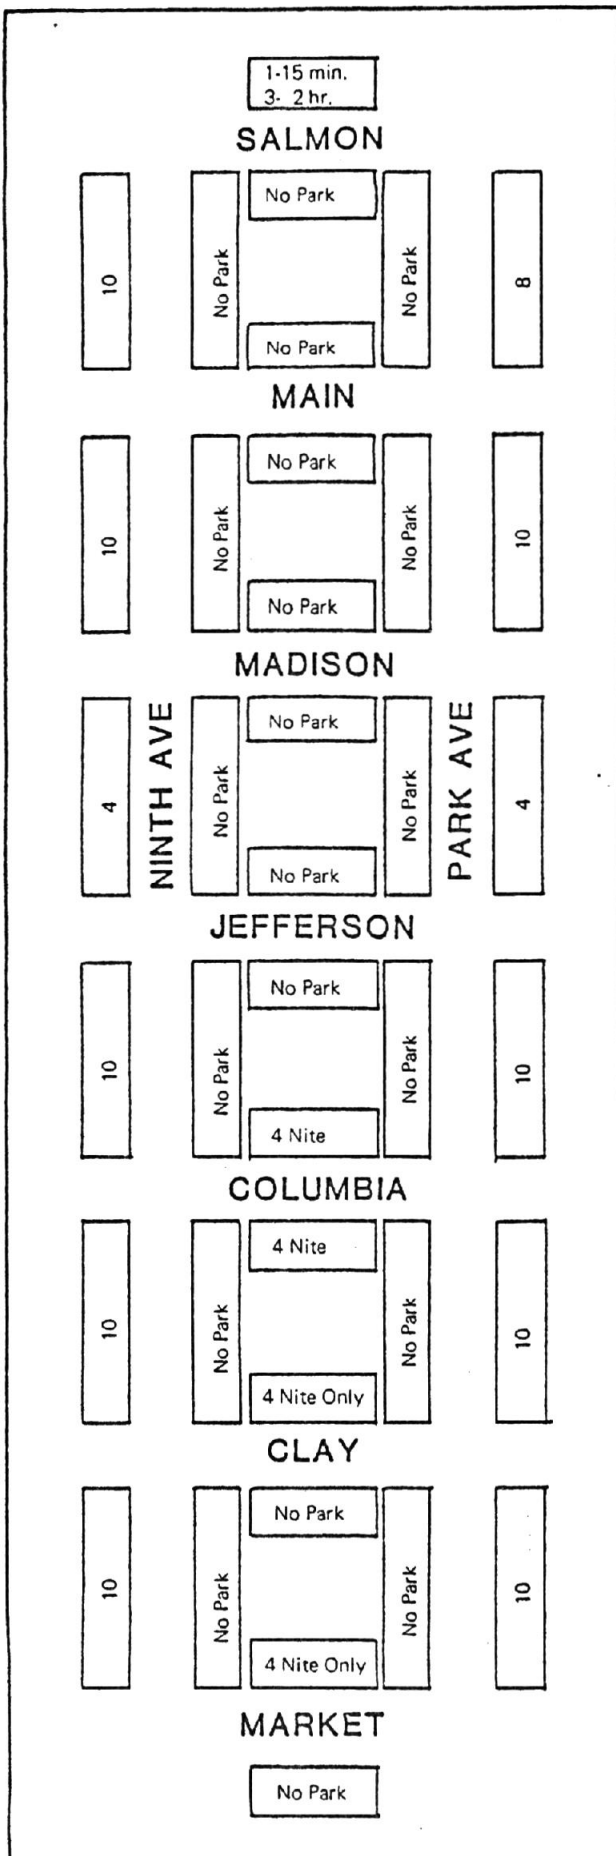 1-15 min.
3- 2 hr.
SALMON
No Park
10
No Park
No Park
8
No Park
MAIN
No Park
10
No Park
No Park
10
No Park
MADISON
No Park
4
NINTH AVE
No Park
No Park
PARK AVE
4
No Park
JEFFERSON
No Park
10
No Park
No Park
10
4 Nite
COLUMBIA
4 Nite
10
No Park
No Park
10
4 Nite Only
CLAY
No Park
10
No Park
No Park
10
4 Nite Only
MARKET
No Park